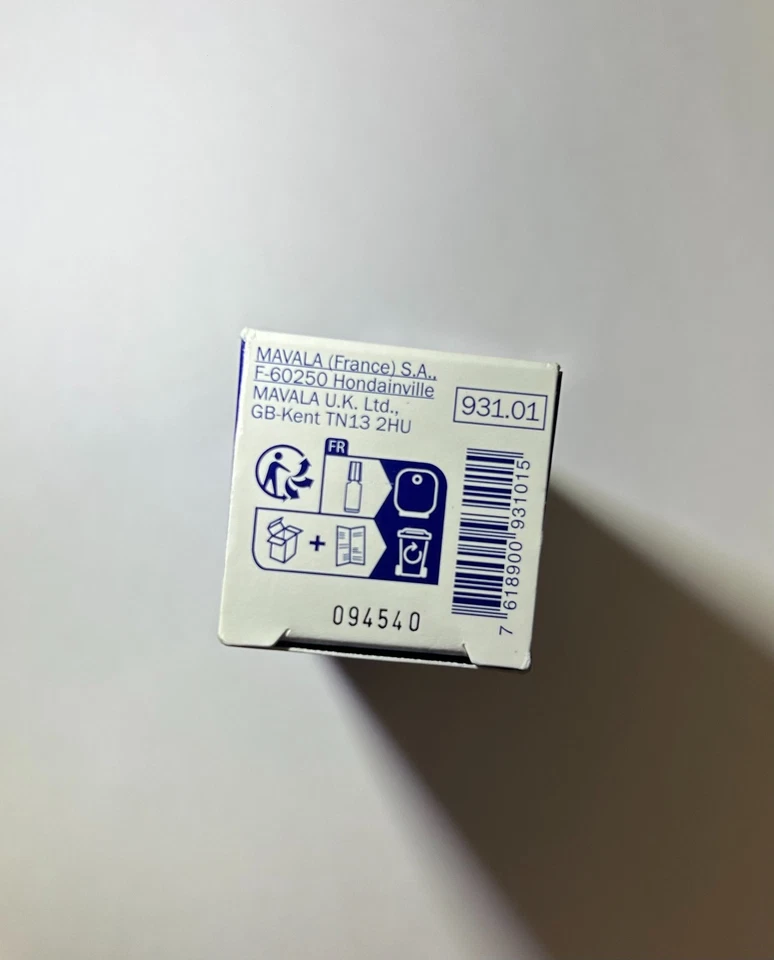 MAVALA (France) S.A.,
F-60250 Hondainville
MAVALA U.K. Ltd.,
GB-Kent TN13 2HU
931.01
FR
+
7 618900 931015
094540